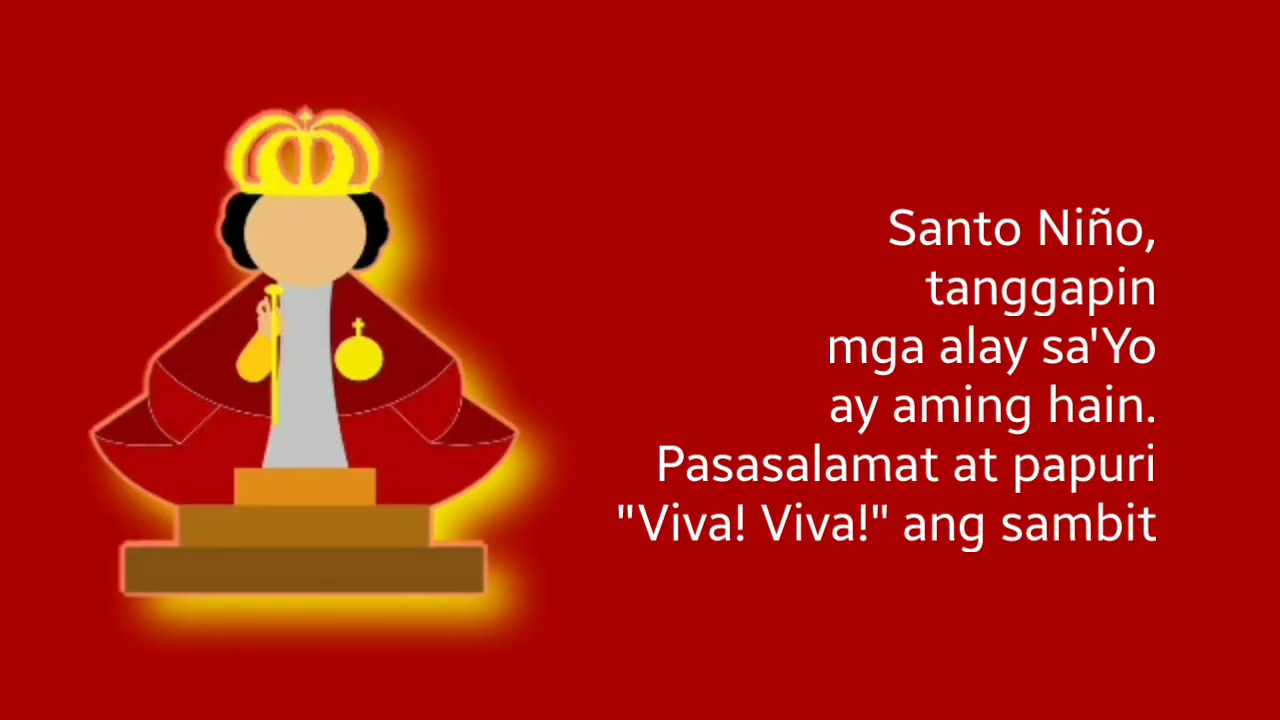 Santo Niño,
tanggapin
mga alay sa'Yo
ay aming hain.
Pasasalamat at papuri
"Viva! Viva!" ang sambit